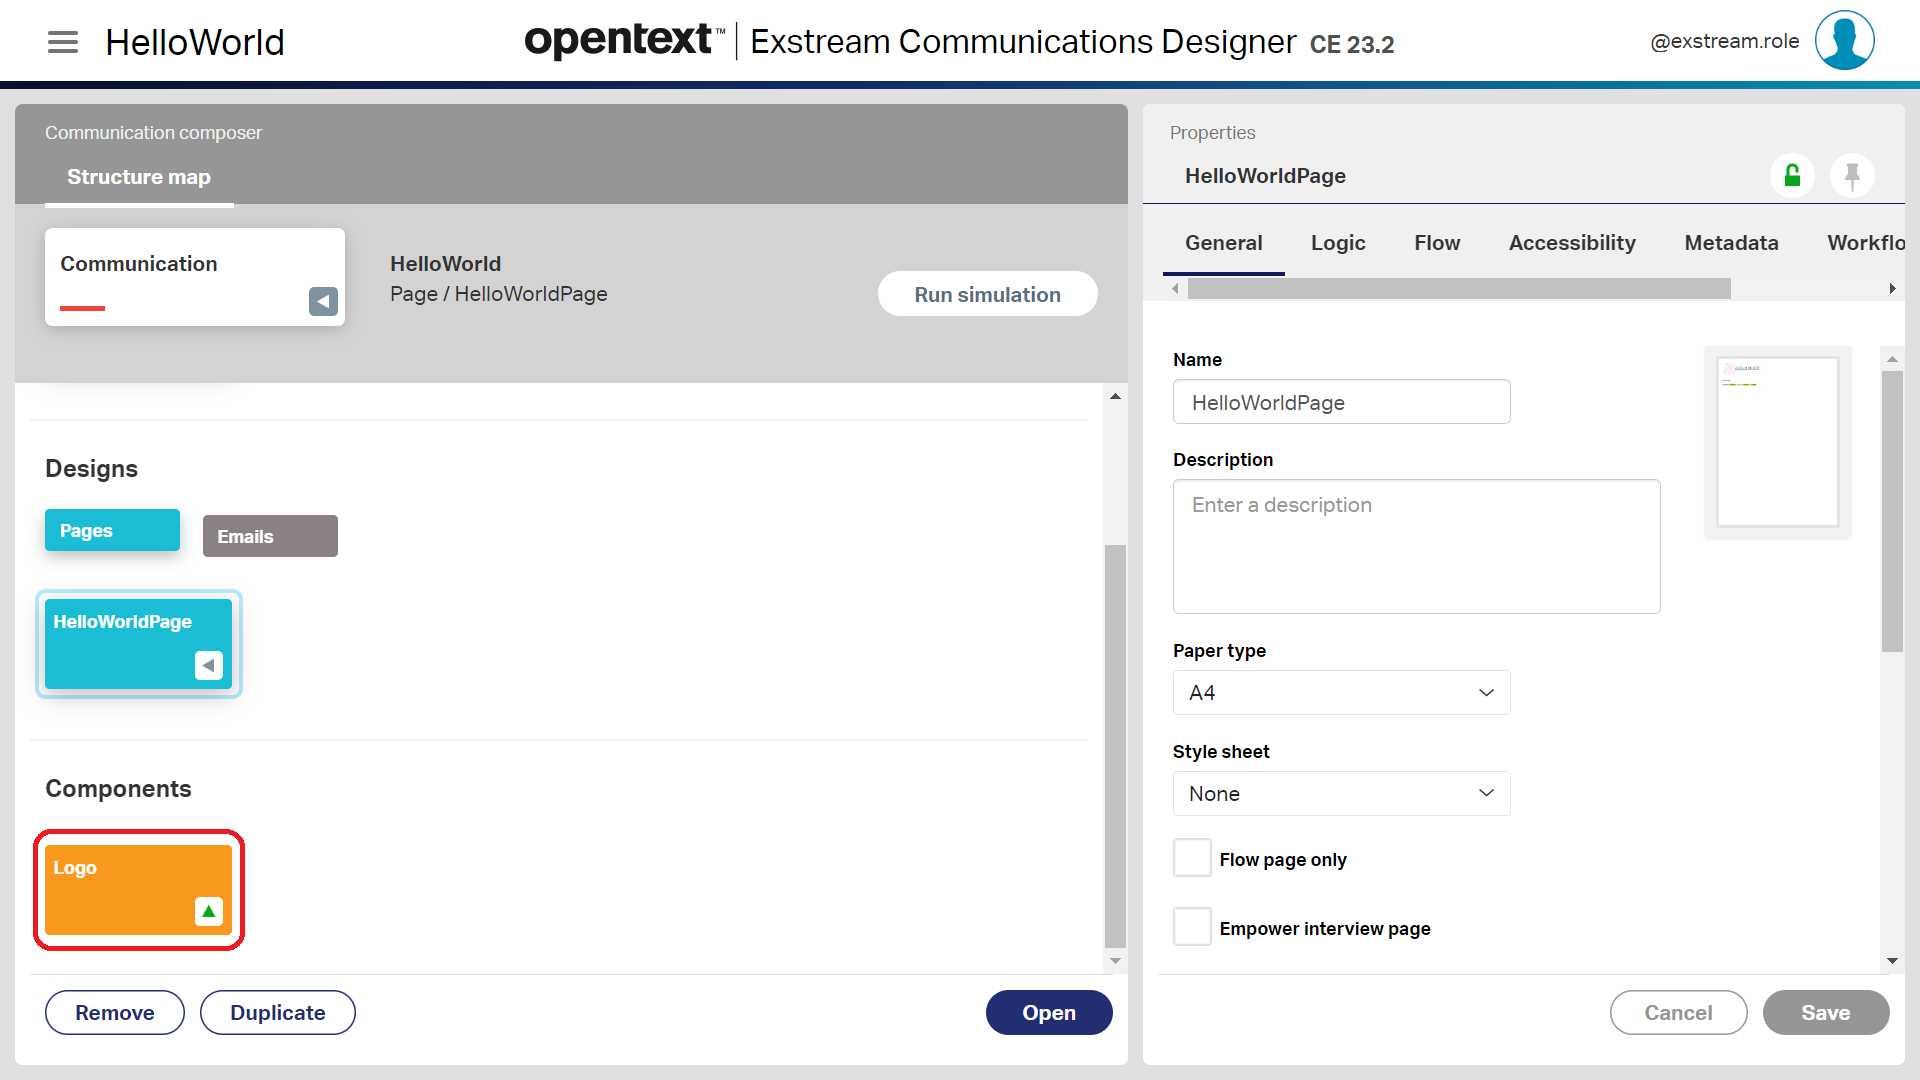 HelloWorld
opentext™ | Exstream Communications Designer CE 23.2
@exstream.role
Communication composer
Structure map
Communication
HelloWorld
Page / HelloWorldPage
Run simulation
Designs
Pages
Emails
HelloWorldPage
Components
Logo
Remove
Duplicate
Open
Properties
HelloWorldPage
General Logic Flow Accessibility Metadata Workflo
Name
HelloWorldPage
Description
Enter a description
Paper type
A4
Style sheet
None
Flow page only
Empower interview page
Cancel
Save